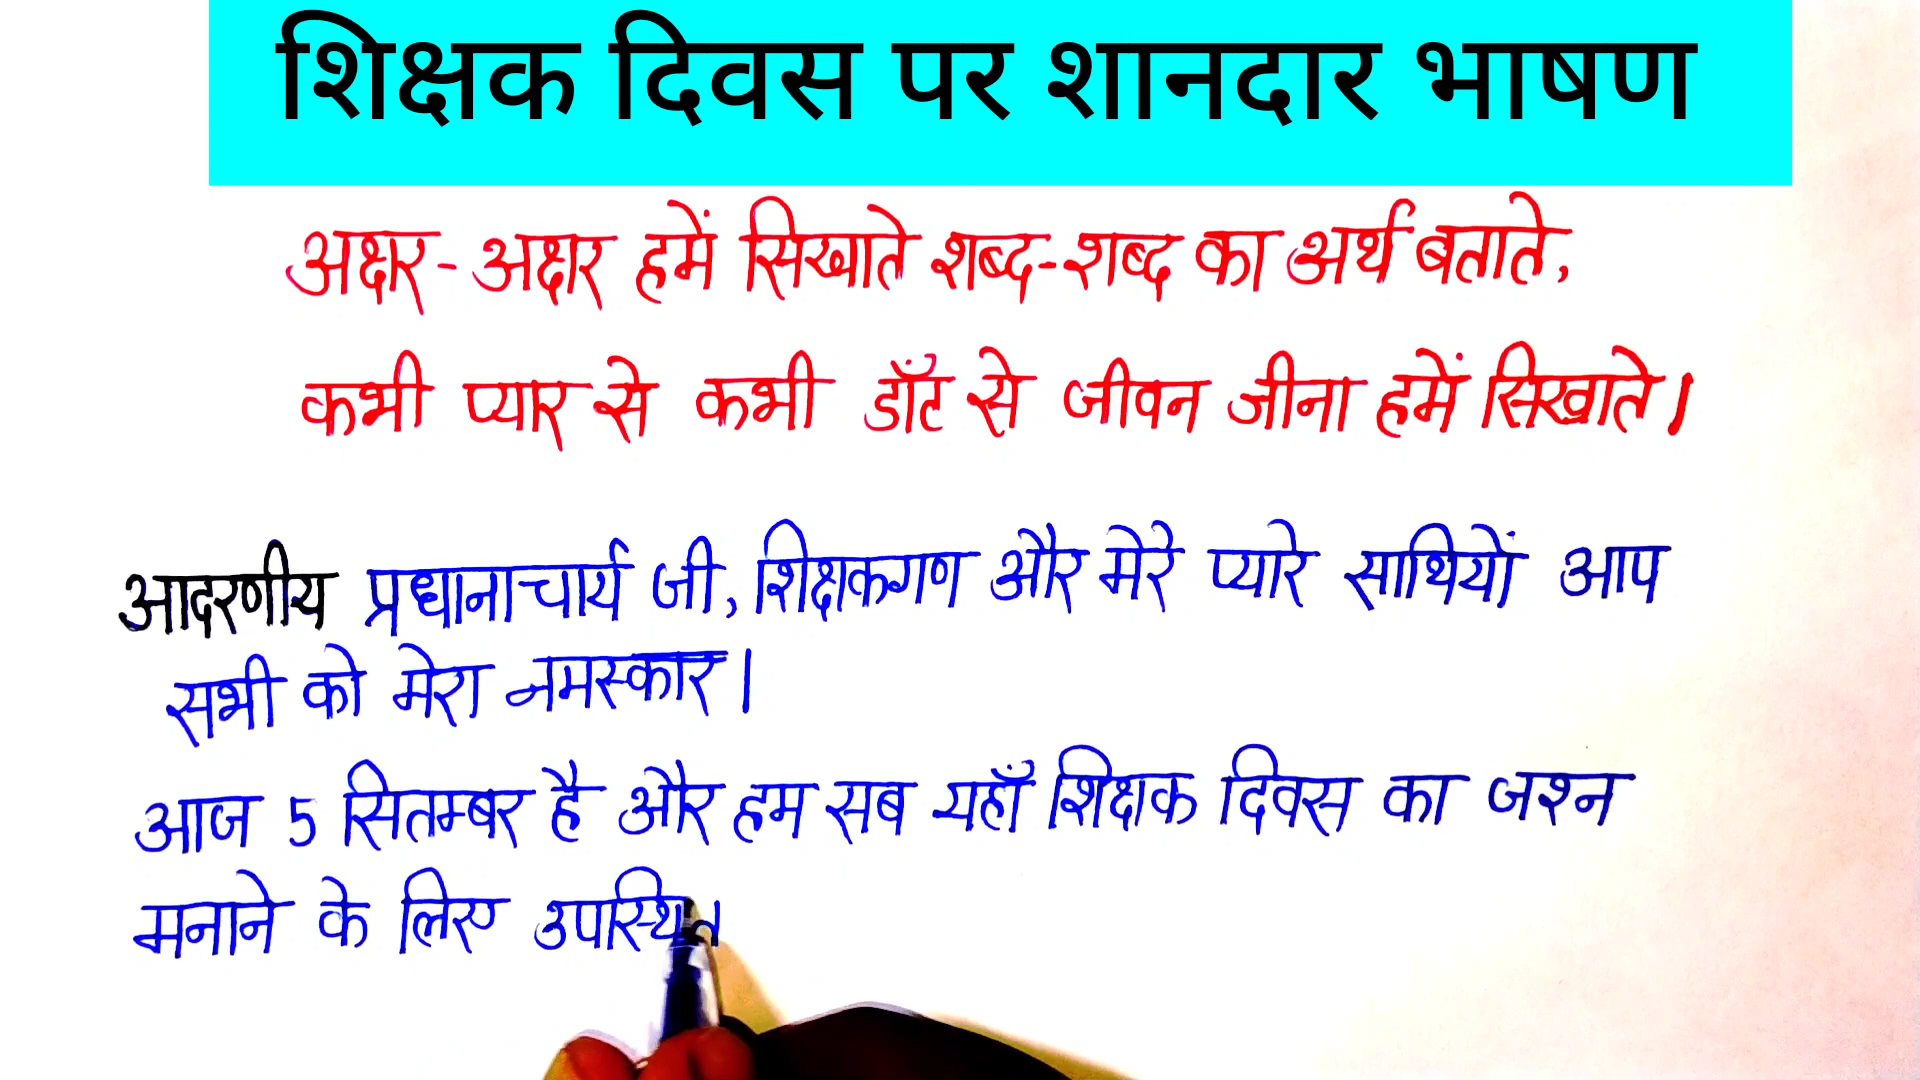 शिक्षक दिवस पर शानदार भाषण
अक्षर-अक्षर हमें सिखाते शब्द-शब्द का अर्थ बताते,
कभी प्यार से कभी डाँट से जीवन जीना हमें सिखाते।
आदरणीय प्रधानाचार्य जी, शिक्षकगण और मेरे प्यारे साथियों आप
सभी को मेरा नमस्कार।
आज 5 सितम्बर है और हम सब यहाँ शिक्षक दिवस का जश्न
मनाने के लिए उपस्थित